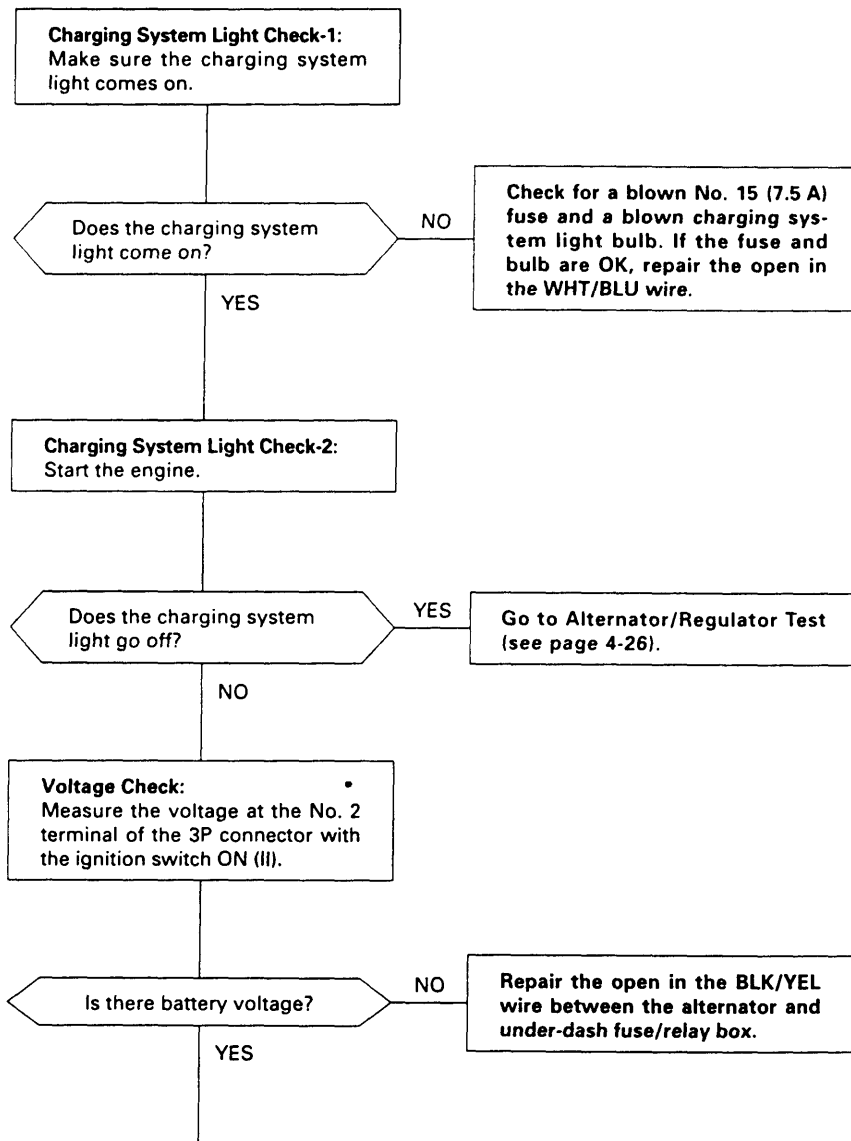 Charging System Light Check-1:
Make sure the charging system
light comes on.
Does the charging system
light come on?
NO
Check for a blown No. 15 (7.5 A)
fuse and a blown charging sys-
tem light bulb. If the fuse and
bulb are OK, repair the open in
the WHT/BLU wire.
YES
Charging System Light Check-2:
Start the engine.
Does the charging system
light go off?
YES
Go to Alternator/Regulator Test
(see page 4-26).
NO
Voltage Check:
Measure the voltage at the No. 2
terminal of the 3P connector with
the ignition switch ON (II).
Is there battery voltage?
NO
Repair the open in the BLK/YEL
wire between the alternator and
under-dash fuse/relay box.
YES